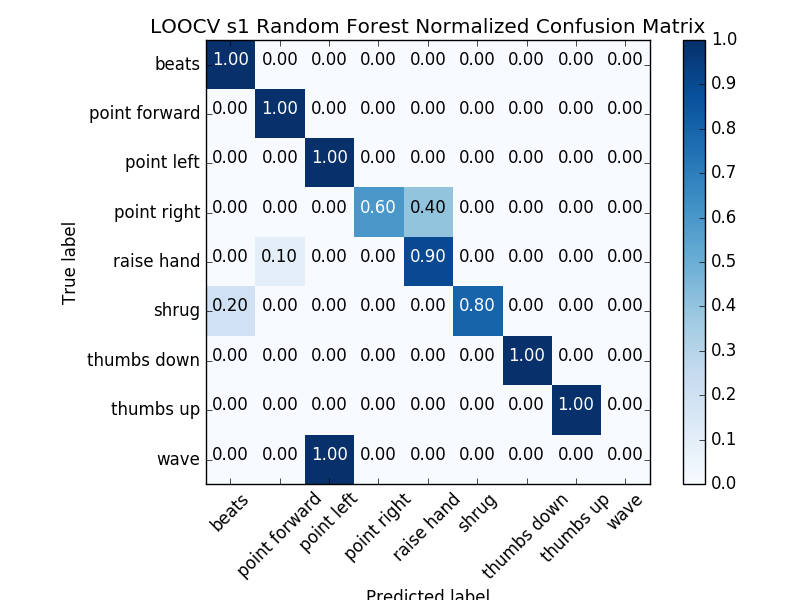 LOOCV s1 Random Forest Normalized Confusion Matrix
beats 1.00 0.00 0.00 0.00 0.00 0.00 0.00 0.00 0.00
point forward 0.00 1.00 0.00 0.00 0.00 0.00 0.00 0.00 0.00
point left 0.00 0.00 1.00 0.00 0.00 0.00 0.00 0.00 0.00
point right 0.00 0.00 0.00 0.60 0.40 0.00 0.00 0.00 0.00
raise hand 0.00 0.10 0.00 0.00 0.90 0.00 0.00 0.00 0.00
shrug 0.20 0.00 0.00 0.00 0.00 0.80 0.00 0.00 0.00
thumbs down 0.00 0.00 0.00 0.00 0.00 0.00 1.00 0.00 0.00
thumbs up 0.00 0.00 0.00 0.00 0.00 0.00 0.00 1.00 0.00
wave 0.00 0.00 1.00 0.00 0.00 0.00 0.00 0.00 0.00
True label
beats point forward point left point right raise hand shrug thumbs down thumbs up wave
Predicted label
1.0
0.9
0.8
0.7
0.6
0.5
0.4
0.3
0.2
0.1
0.0